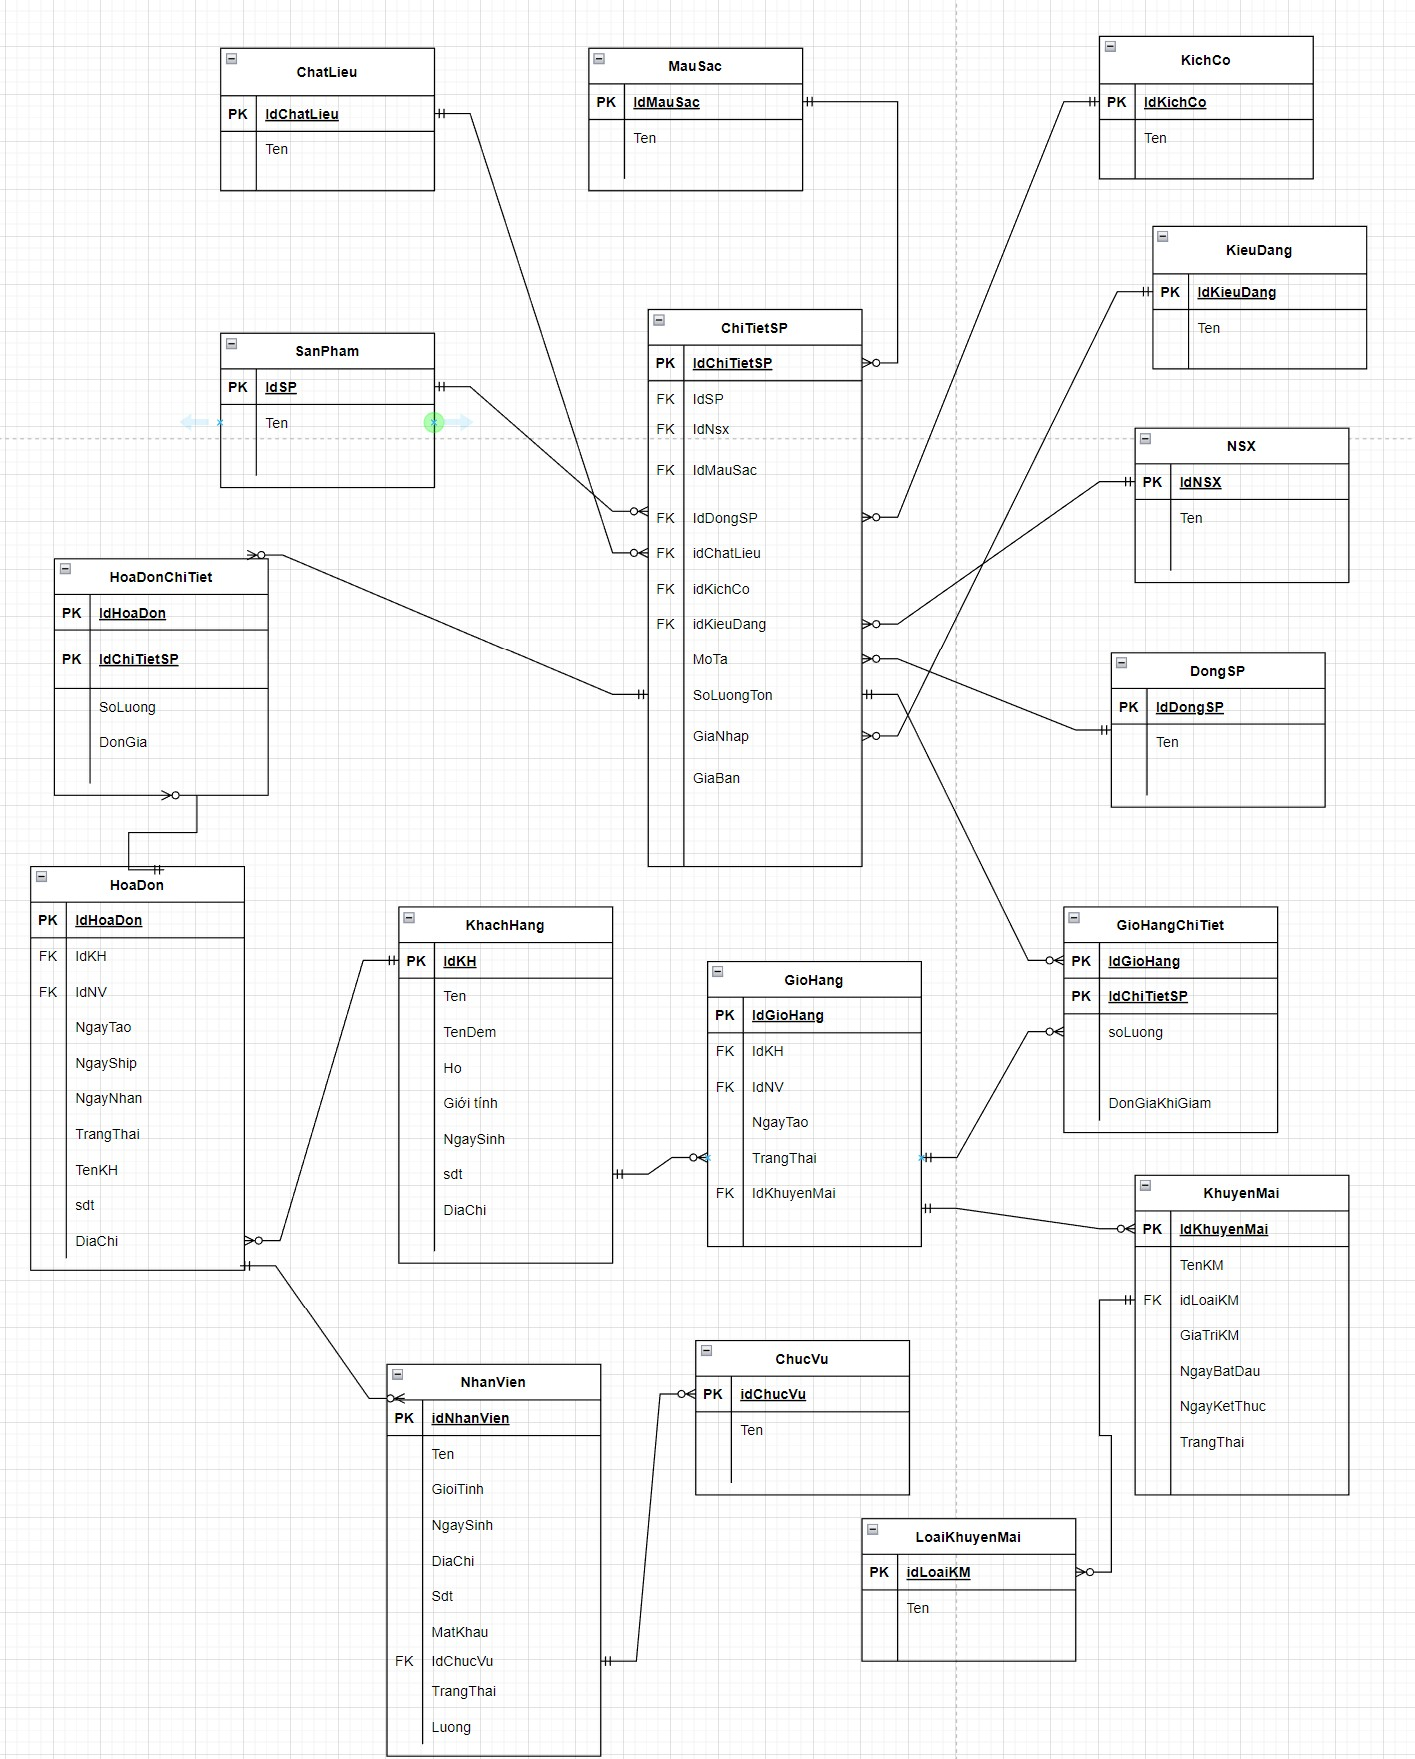 ChatLieu
PK IdChatLieu
Ten
MauSac
PK IdMauSac
Ten
KichCo
PK IdKichCo
Ten
KieuDang
PK IdKieuDang
Ten
SanPham
PK IdSP
Ten
ChiTietSP
PK IdChiTietSP
FK IdSP
FK IdNsx
FK IdMauSac
FK IdDongSP
FK idChatLieu
FK idKichCo
FK idKieuDang
MoTa
SoLuongTon
GiaNhap
GiaBan
NSX
PK IdNSX
Ten
HoaDonChiTiet
PK IdHoaDon
PK IdChiTietSP
SoLuong
DonGia
DongSP
PK IdDongSP
Ten
HoaDon
PK IdHoaDon
FK IdKH
FK IdNV
NgayTao
NgayShip
NgayNhan
TrangThai
TenKH
sdt
DiaChi
KhachHang
PK IdKH
Ten
TenDem
Ho
Giới tính
NgaySinh
sdt
DiaChi
GioHang
PK IdGioHang
FK IdKH
FK IdNV
NgayTao
TrangThai
FK IdKhuyenMai
GioHangChiTiet
PK IdGioHang
PK IdChiTietSP
soLuong
DonGiaKhiGiam
KhuyenMai
PK IdKhuyenMai
TenKM
FK idLoaiKM
GiaTriKM
NgayBatDau
NgayKetThuc
TrangThai
NhanVien
PK idNhanVien
Ten
GioiTinh
NgaySinh
DiaChi
Sdt
MatKhau
FK IdChucVu
TrangThai
Luong
ChucVu
PK idChucVu
Ten
LoaiKhuyenMai
PK idLoaiKM
Ten